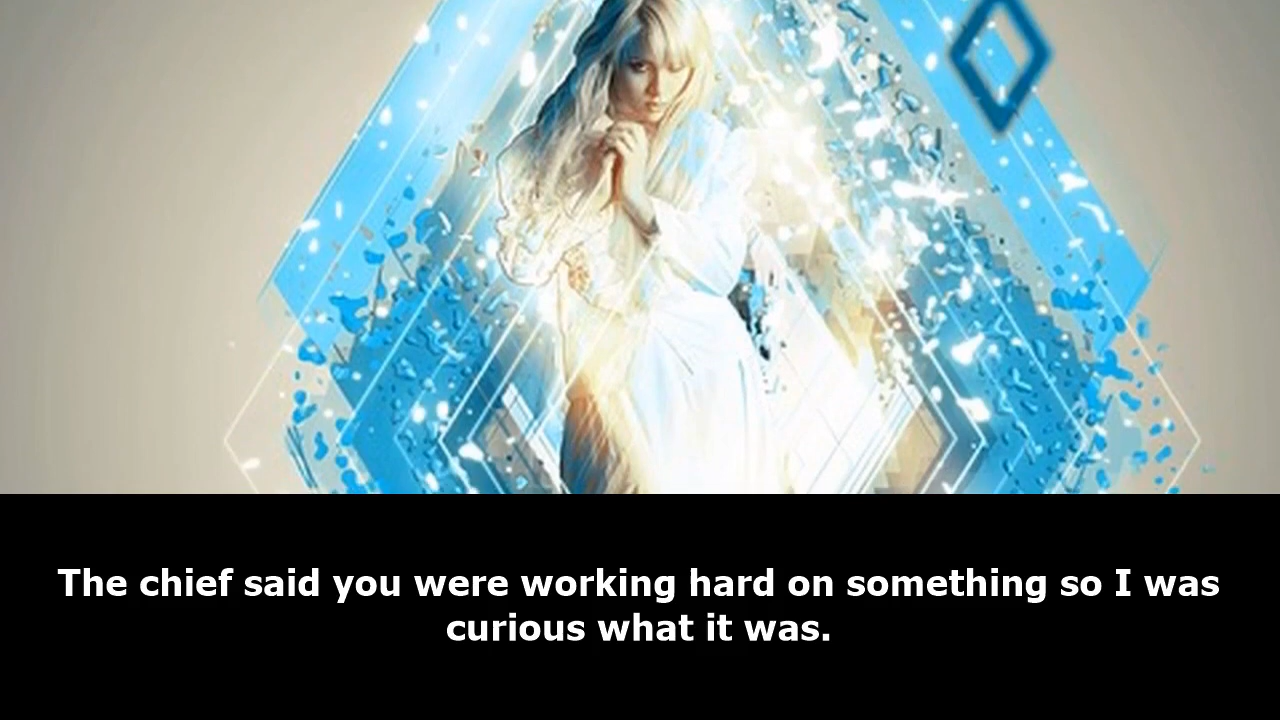 The chief said you were working hard on something so I was
curious what it was.